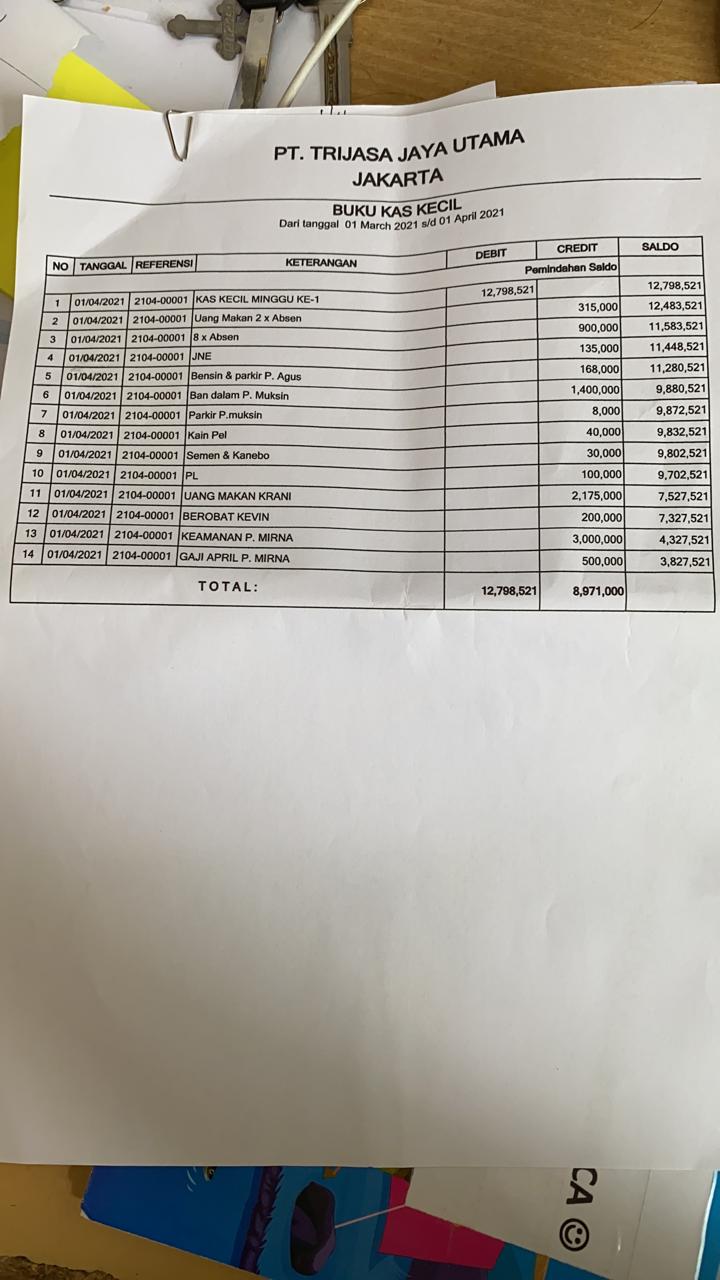 PT. TRIJASA JAYA UTAMA
JAKARTA
BUKU KAS KECIL
Dari tanggal 01 March 2021 s/d 01 April 2021
NO TANGGAL REFERENSI KETERANGAN DEBIT CREDIT SALDO
Pemindahan Saldo
1 01/04/2021 2104-00001 KAS KECIL MINGGU KE-1 12,798,521 12,798,521
2 01/04/2021 2104-00001 Uang Makan 2 x Absen 315,000 12,483,521
3 01/04/2021 2104-00001 8 x Absen 900,000 11,583,521
4 01/04/2021 2104-00001 JNE 135,000 11,448,521
5 01/04/2021 2104-00001 Bensin & parkir P. Agus 168,000 11,280,521
6 01/04/2021 2104-00001 Ban dalam P. Muksin 1,400,000 9,880,521
7 01/04/2021 2104-00001 Parkir P.muksin 8,000 9,872,521
8 01/04/2021 2104-00001 Kain Pel 40,000 9,832,521
9 01/04/2021 2104-00001 Semen & Kanebo 30,000 9,802,521
10 01/04/2021 2104-00001 PL 100,000 9,702,521
11 01/04/2021 2104-00001 UANG MAKAN KRANI 2,175,000 7,527,521
12 01/04/2021 2104-00001 BEROBAT KEVIN 200,000 7,327,521
13 01/04/2021 2104-00001 KEAMANAN P. MIRNA 3,000,000 4,327,521
14 01/04/2021 2104-00001 GAJI APRIL P. MIRNA 500,000 3,827,521
TOTAL: 12,798,521 8,971,000
CA